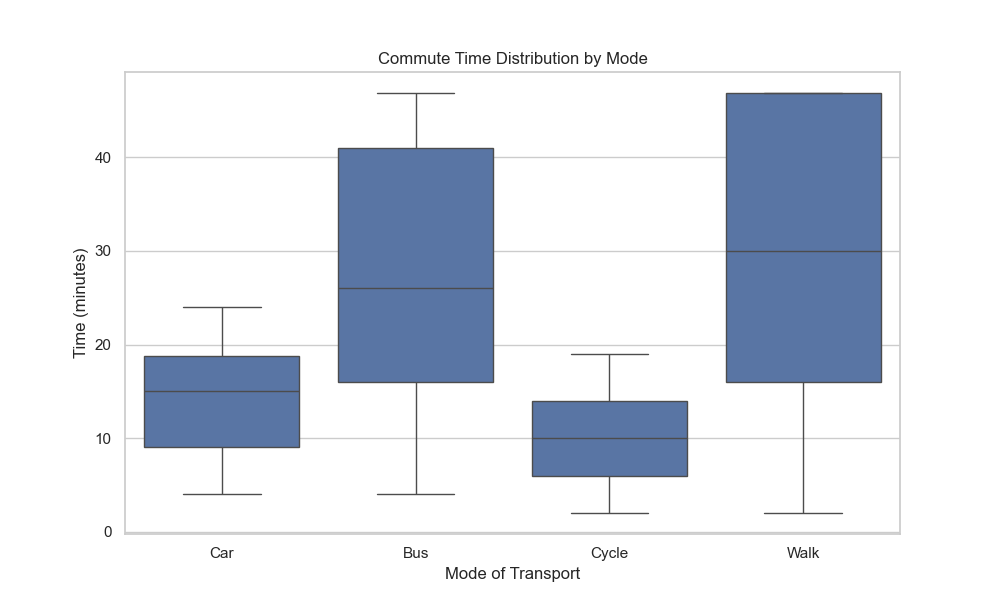 Commute Time Distribution by Mode
Time (minutes)
40
30
20
10
0
Car Bus Cycle Walk
Mode of Transport